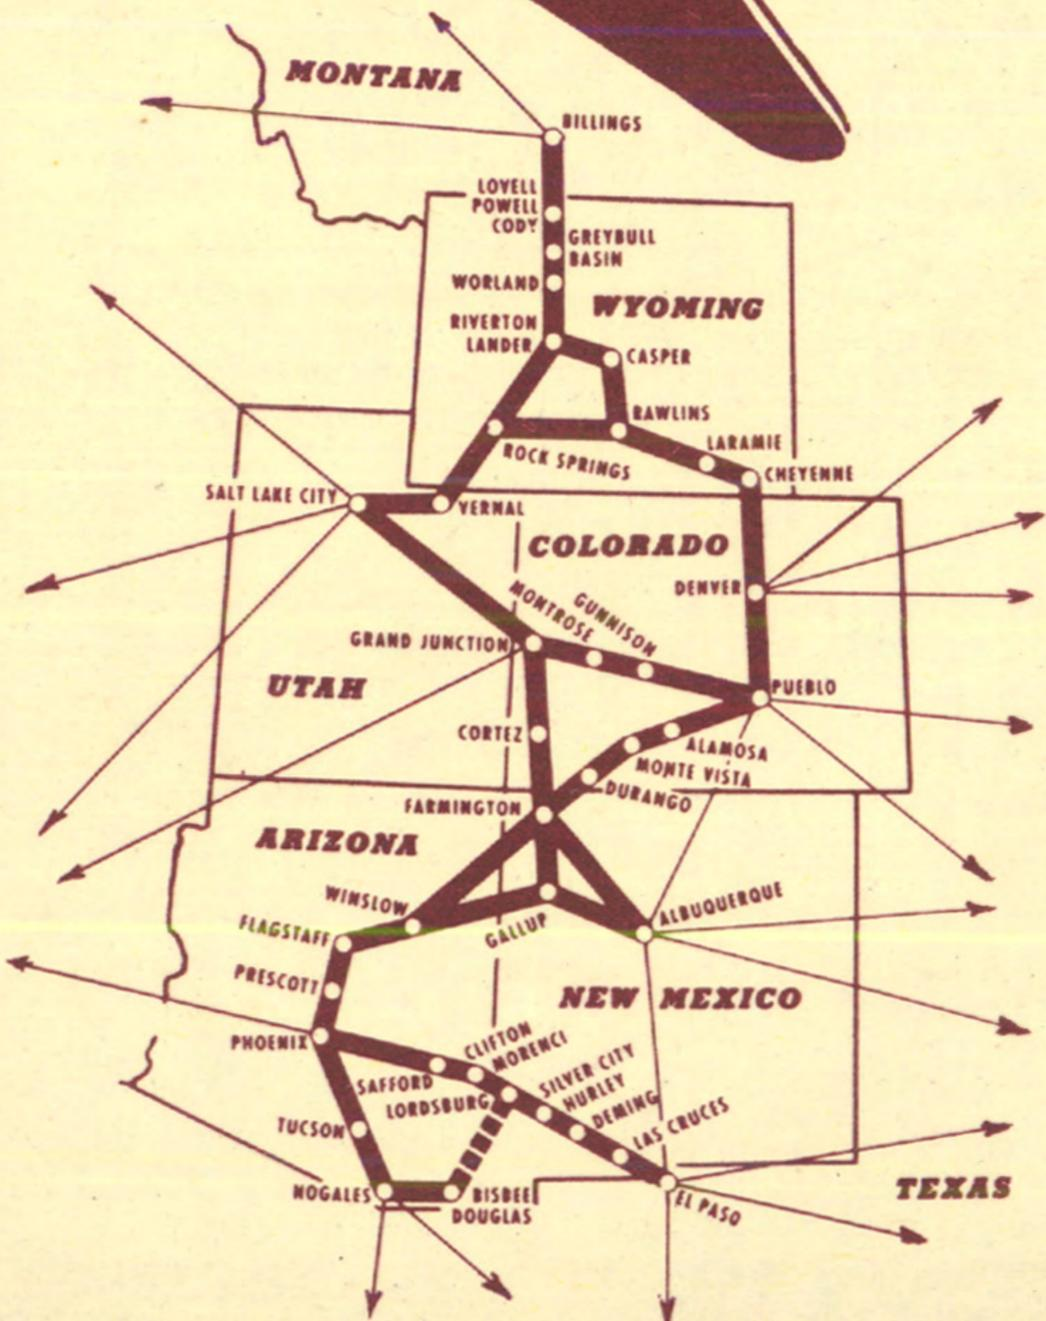 MONTANA
BILLINGS
LOVELL
POWELL
CODY
GREYBULL
BASIN
WORLAND
WYOMING
RIVERTON
LANDER
CASPER
RAWLINS
ROCK SPRINGS
LARAMIE
CHEYENNE
SALT LAKE CITY
VERNAL
COLORADO
DENVER
MONTROSE
GUNNISON
GRAND JUNCTION
UTAH
PUEBLO
CORTEZ
ALAMOSA
MONTE VISTA
DURANGO
FARMINGTON
ARIZONA
WINSLOW
FLAGSTAFF
GALLUP
ALBUQUERQUE
PRESCOTT
NEW MEXICO
PHOENIX
CLIFTON
MORENCI
SAFFORD
LORDSBURG
SILVER CITY
HURLEY
DEMING
LAS CRUCES
TUCSON
NOGALES
BISBEE
DOUGLAS
EL PASO
TEXAS